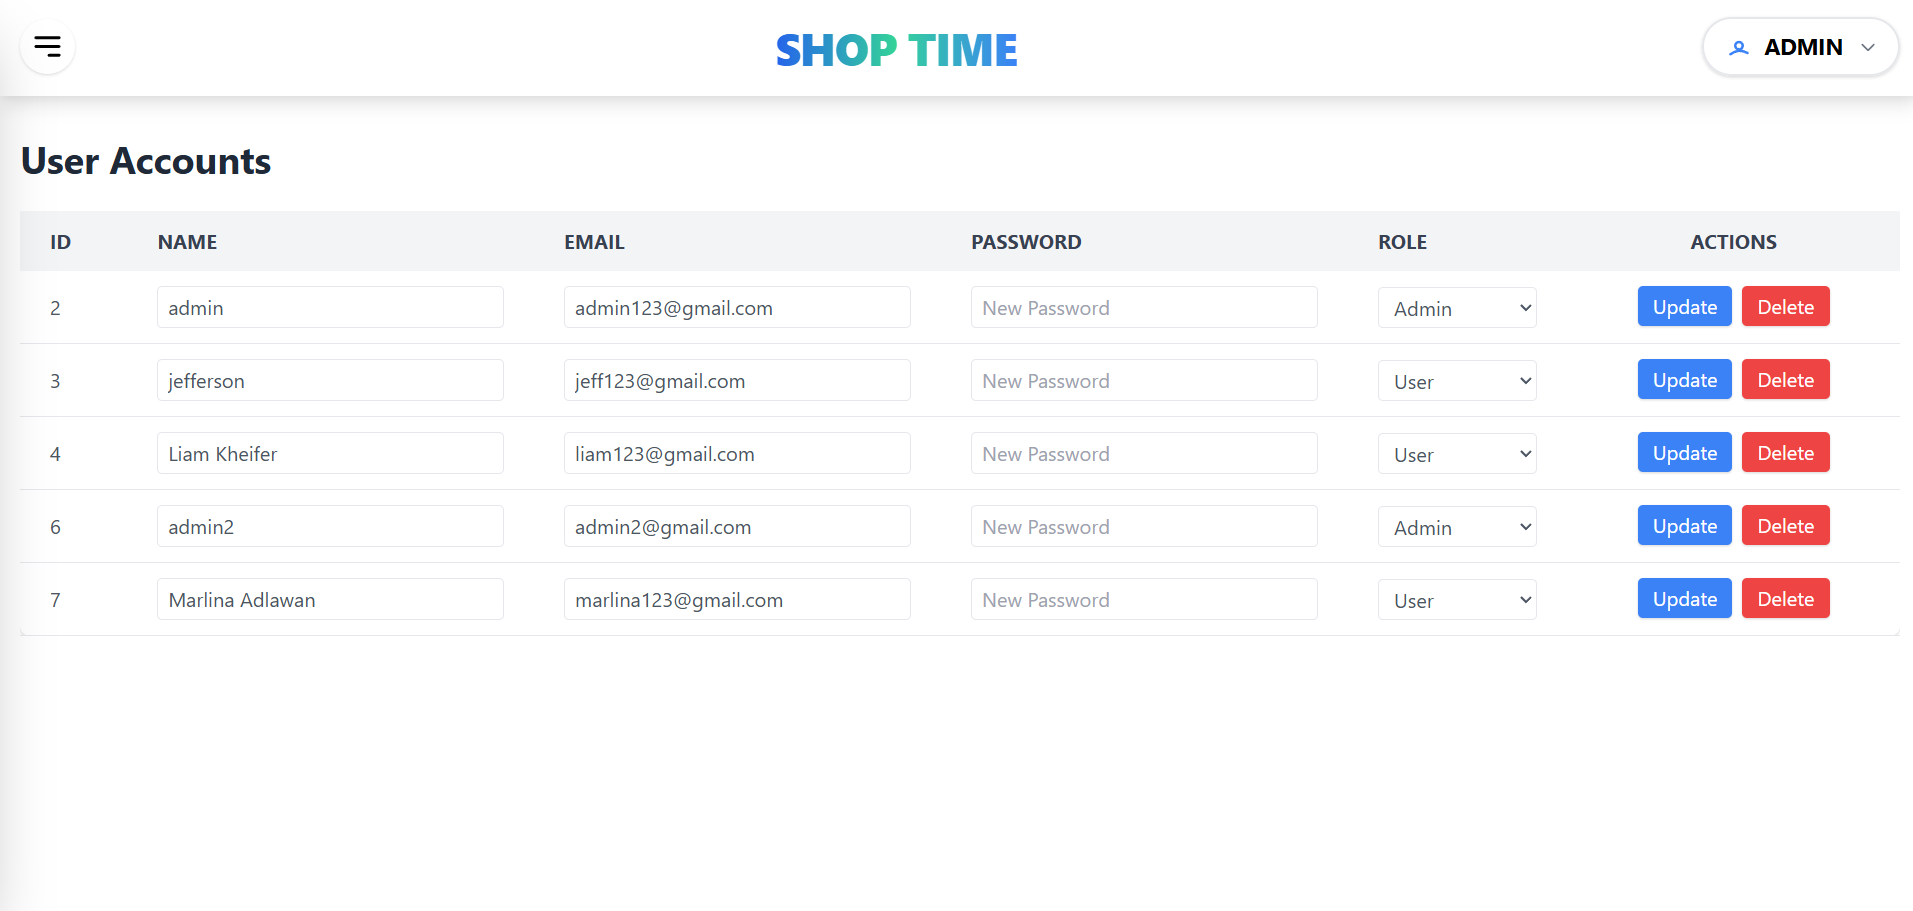 SHOP TIME
ADMIN
User Accounts
ID NAME EMAIL PASSWORD ROLE ACTIONS
2 admin admin123@gmail.com New Password Admin Update Delete
3 jefferson jeff123@gmail.com New Password User Update Delete
4 Liam Kheifer liam123@gmail.com New Password User Update Delete
6 admin2 admin2@gmail.com New Password Admin Update Delete
7 Marlina Adlawan marlina123@gmail.com New Password User Update Delete